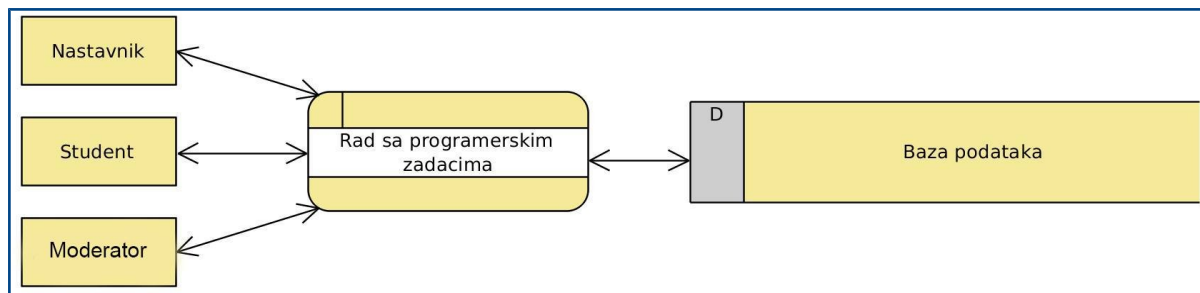 Nastavnik
Student
Moderator
Rad sa programerskim
zadacima
D
Baza podataka